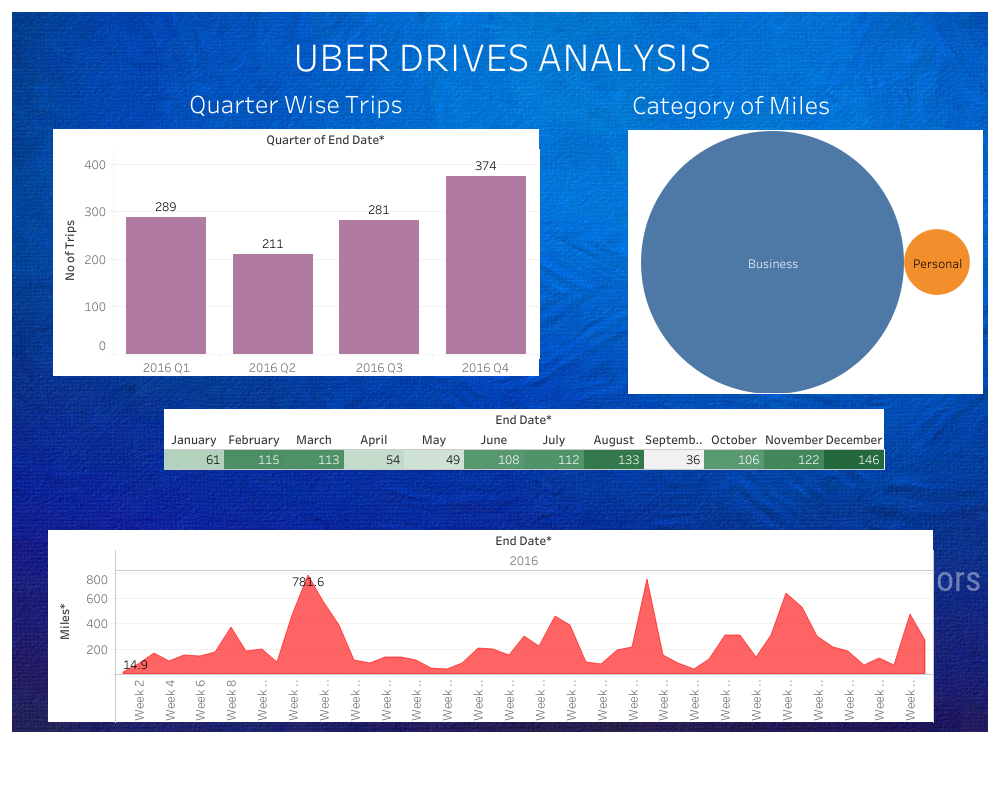 UBER DRIVES ANALYSIS
Quarter Wise Trips
Category of Miles
Quarter of End Date*
No of Trips
400
300
200
100
0
289
211
281
374
2016 Q1 2016 Q2 2016 Q3 2016 Q4
Business
Personal
End Date*
January February March April May June July August Septemb.. October November December
61 115 113 54 49 108 112 133 36 106 122 146
End Date*
2016
ors
Miles*
800
600
400
200
781.6
14.9
Week 2 Week 4 Week 6 Week 8 Week .. Week .. Week .. Week .. Week .. Week .. Week .. Week .. Week .. Week .. Week .. Week .. Week .. Week .. Week .. Week .. Week .. Week .. Week .. Week .. Week .. Week ..